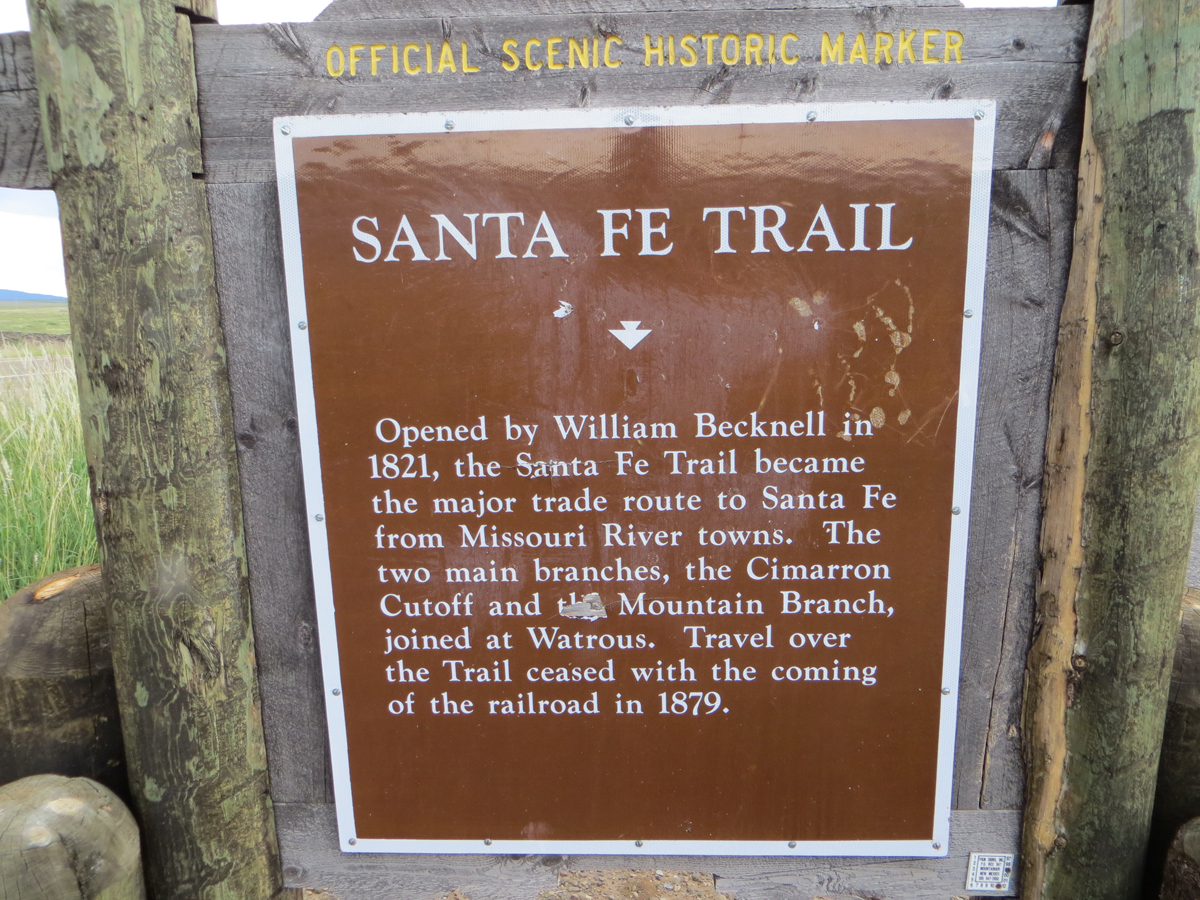 OFFICIAL SCENIC HISTORIC MARKER
SANTA FE TRAIL
Opened by William Becknell in
1821, the Santa Fe Trail became
the major trade route to Santa Fe
from Missouri River towns. The
two main branches, the Cimarron
Cutoff and the Mountain Branch,
joined at Watrous. Travel over
the Trail ceased with the coming
of the railroad in 1879.